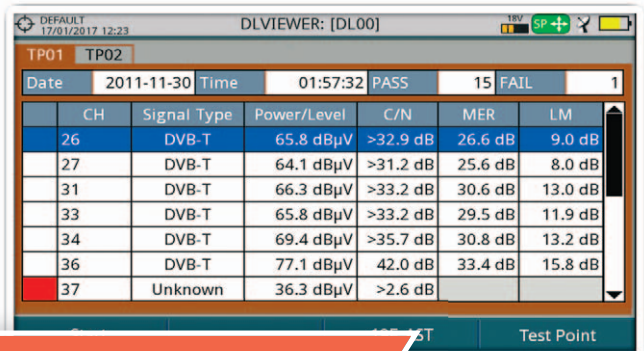 DEFAULT
17/01/2017 12:23
DLVIEWER: [DL00]
18V
SP
TP01 TP02
Date 2011-11-30 Time 01:57:32 PASS 15 FAIL 1
CH Signal Type Power/Level C/N MER LM
26 DVB-T 65.8 dBµV >32.9 dB 26.6 dB 9.0 dB
27 DVB-T 64.1 dBµV >31.2 dB 25.6 dB 8.0 dB
31 DVB-T 66.3 dBµV >33.2 dB 30.6 dB 13.0 dB
33 DVB-T 65.8 dBµV >33.2 dB 29.5 dB 11.9 dB
34 DVB-T 69.4 dBµV >35.7 dB 30.8 dB 13.2 dB
36 DVB-T 77.1 dBµV 42.0 dB 33.4 dB 15.8 dB
37 Unknown 36.3 dBµV >2.6 dB
Test Point